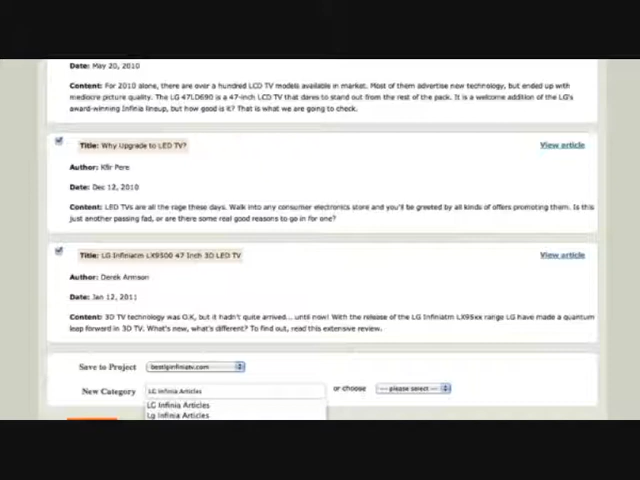 Date: May 20, 2010
Content: For 2010 alone, there are over a hundred LCD TV models available in market. Most of them advertise new technology, but ended up with
mediocre picture quality. The LG 47LD690 is a 47-inch LCD TV that dares to stand out from the rest of the pack. It is a welcome addition of the LG's
award-winning Infinia lineup, but how good is it? That is what we are going to check.
Title: Why Upgrade to LED TV?
View article
Author: Kfir Pere
Date: Dec 12, 2010
Content: LED TVs are all the rage these days. Walk into any consumer electronics store and you'll be greeted by all kinds of offers promoting them. Is this
just another passing fad, or are there some real good reasons to go in for one?
Title: LG Infiniatm LX9500 47 Inch 3D LED TV
View article
Author: Derek Armson
Date: Jan 12, 2011
Content: 3D TV technology was O.K, but it hadn't quite arrived... until now! With the release of the LG Infiniatm LX95xx range LG have made a quantum
leap forward in 3D TV. What's new, what's different? To find out, read this extensive review.
Save to Project bestlginfiniatv.com
New Category LG Infinia Articles or choose --- please select ---
LG Infinia Articles
Lg Infinia Articles